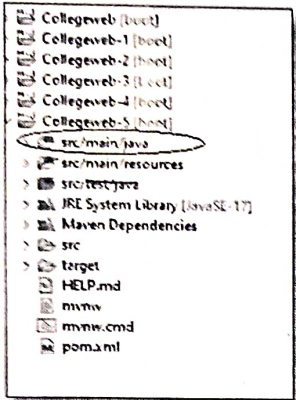 Collegeweb [boot]
Collegeweb-1 [boot]
Collegeweb-2 [boot]
Collegeweb-3 [boot]
Collegeweb-4 [boot]
Collegeweb-5 [boot]
src/main/java
src/main/resources
src/test/java
JRE System Library [JavaSE-17]
Maven Dependencies
src
target
HELP.md
mvnw
mvnw.cmd
pom.xml